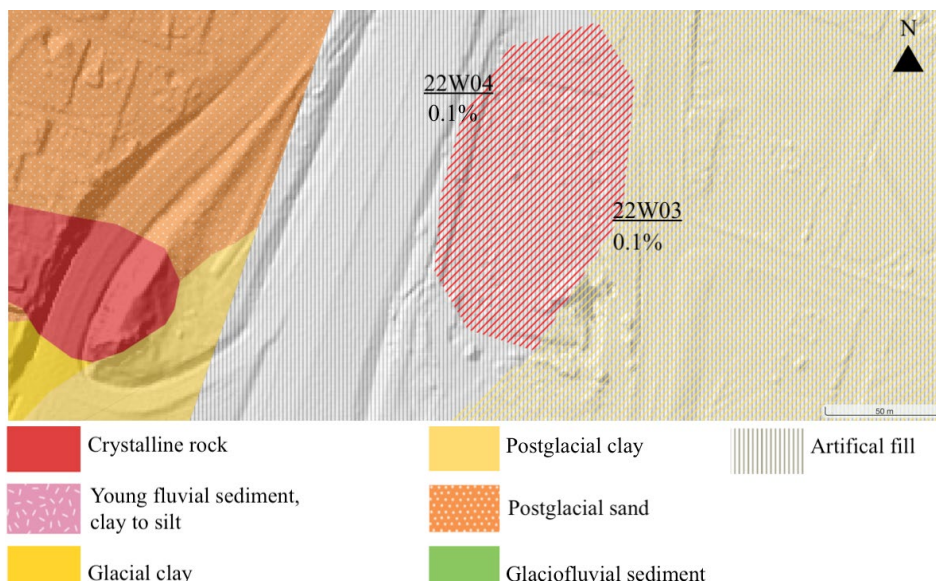 N
22W04
0.1%
22W03
0.1%
50 m
Crystalline rock
Postglacial clay
Artifical fill
Young fluvial sediment,
clay to silt
Postglacial sand
Glacial clay
Glaciofluvial sediment